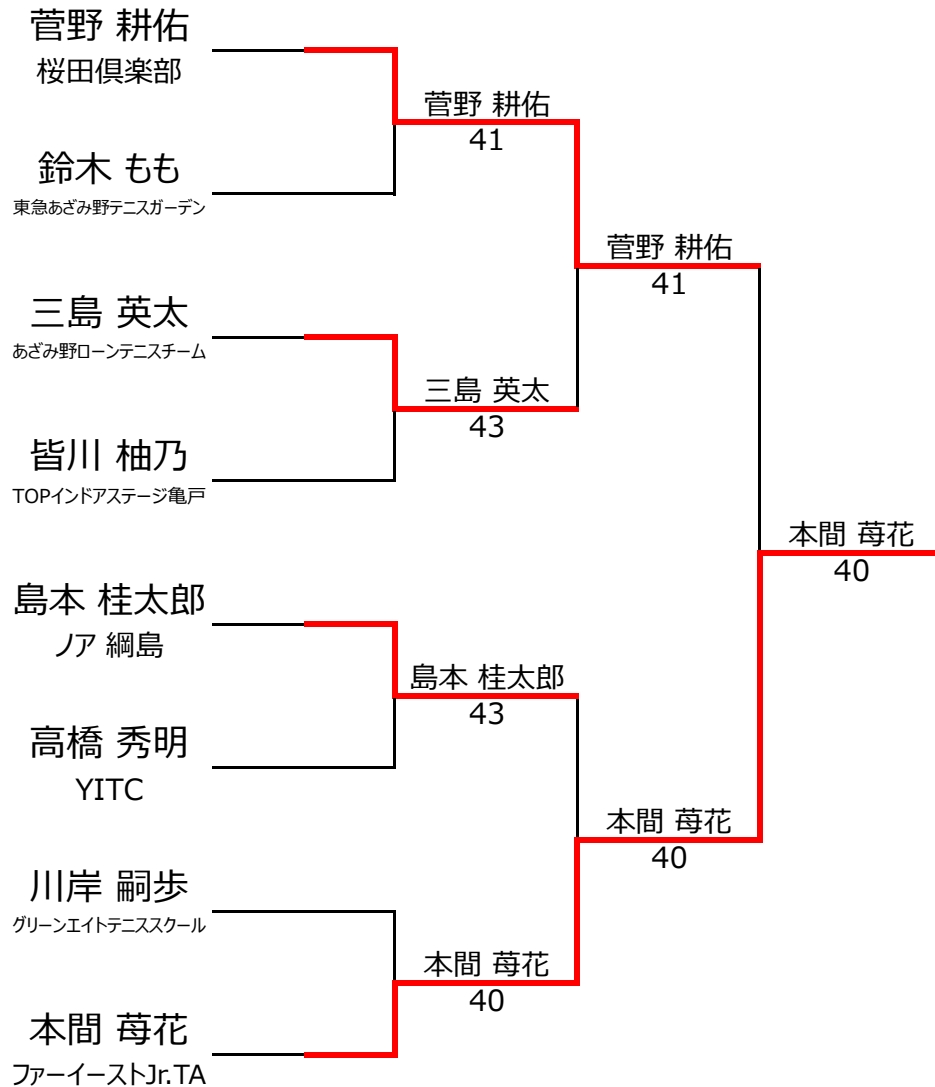 菅野 耕佑
桜田倶楽部
鈴木 もも
東急あざみ野テニスガーデン
三島 英太
あざみ野ローンテニスチーム
皆川 柚乃
TOPインドアステージ亀戸
島本 桂太郎
ノア 綱島
高橋 秀明
YITC
川岸 嗣歩
グリーンエイトテニススクール
本間 苺花
ファーイーストJr.TA
菅野 耕佑
41
三島 英太
43
島本 桂太郎
43
本間 苺花
40
菅野 耕佑
41
本間 苺花
40
本間 苺花
40